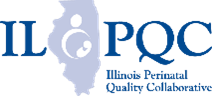 IL PQC
Illinois Perinatal
Quality Collaborative